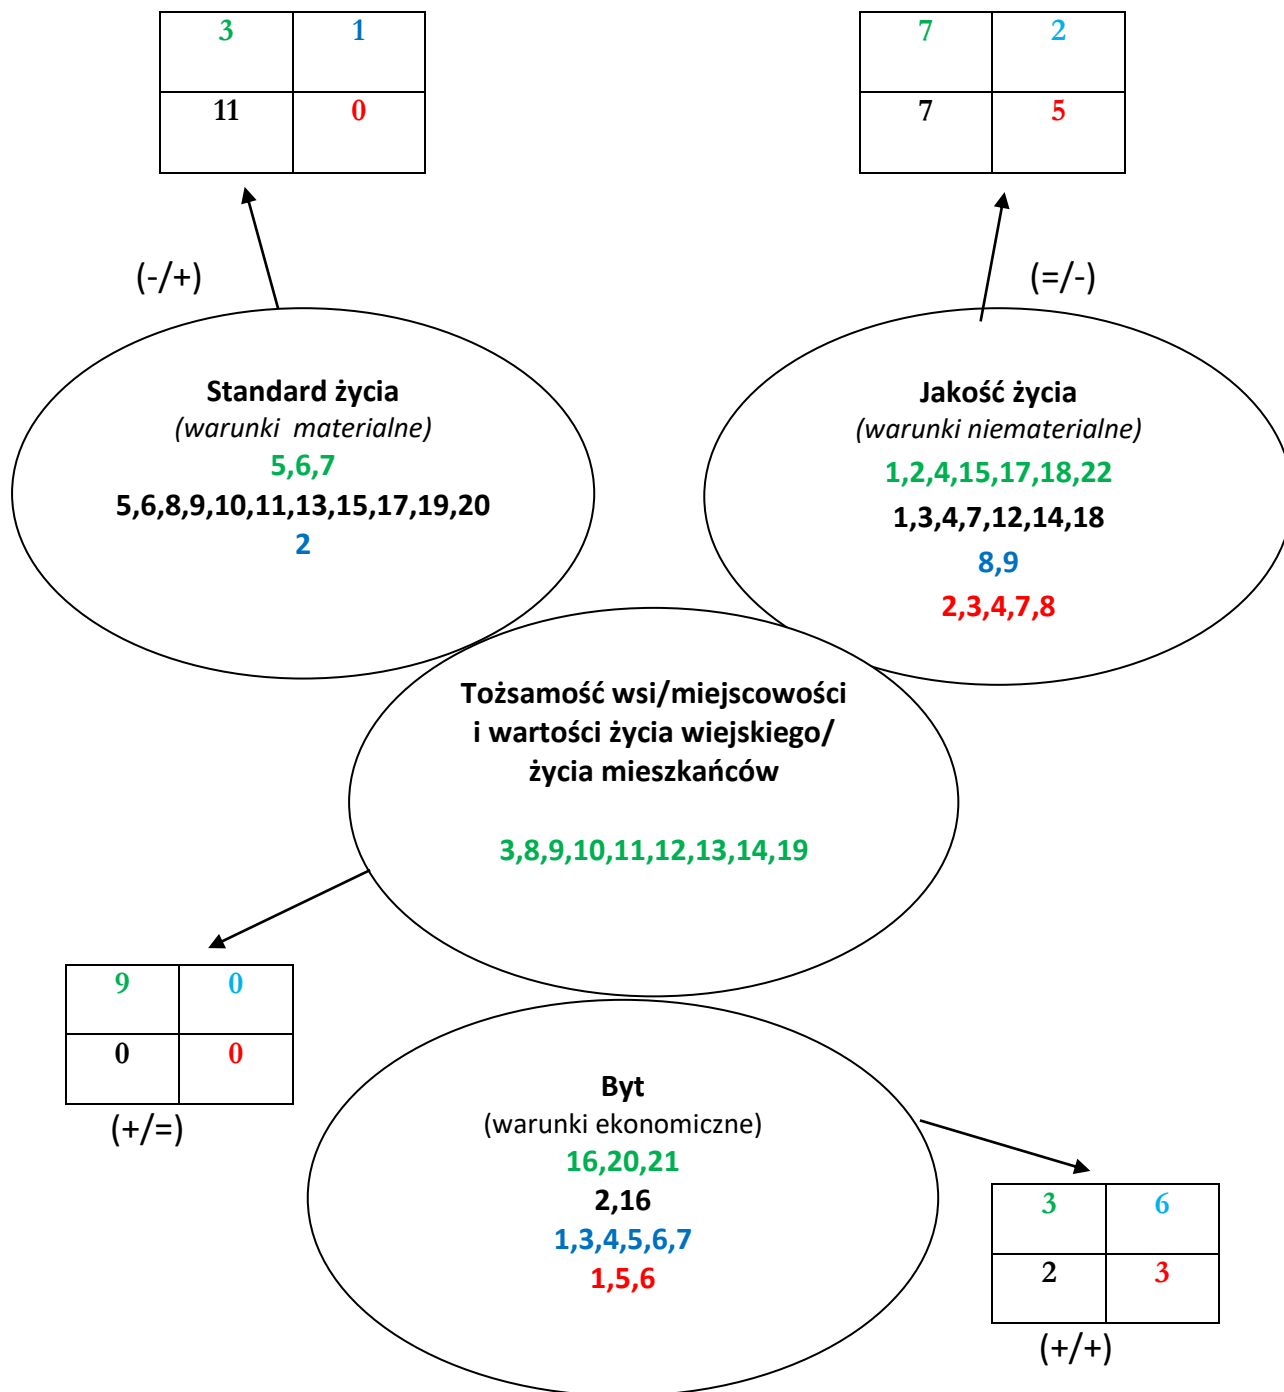 3 1
11 0
7 2
7 5
(-/+)
(=/-)
Standard życia
(warunki materialne)
5,6,7
5,6,8,9,10,11,13,15,17,19,20
2
Jakość życia
(warunki niematerialne)
1,2,4,15,17,18,22
1,3,4,7,12,14,18
8,9
2,3,4,7,8
Tożsamość wsi/miejscowości
i wartości życia wiejskiego/
życia mieszkańców
3,8,9,10,11,12,13,14,19
9 0
0 0
(+/=)
Byt
(warunki ekonomiczne)
16,20,21
2,16
1,3,4,5,6,7
1,5,6
3 6
2 3
(+/+)